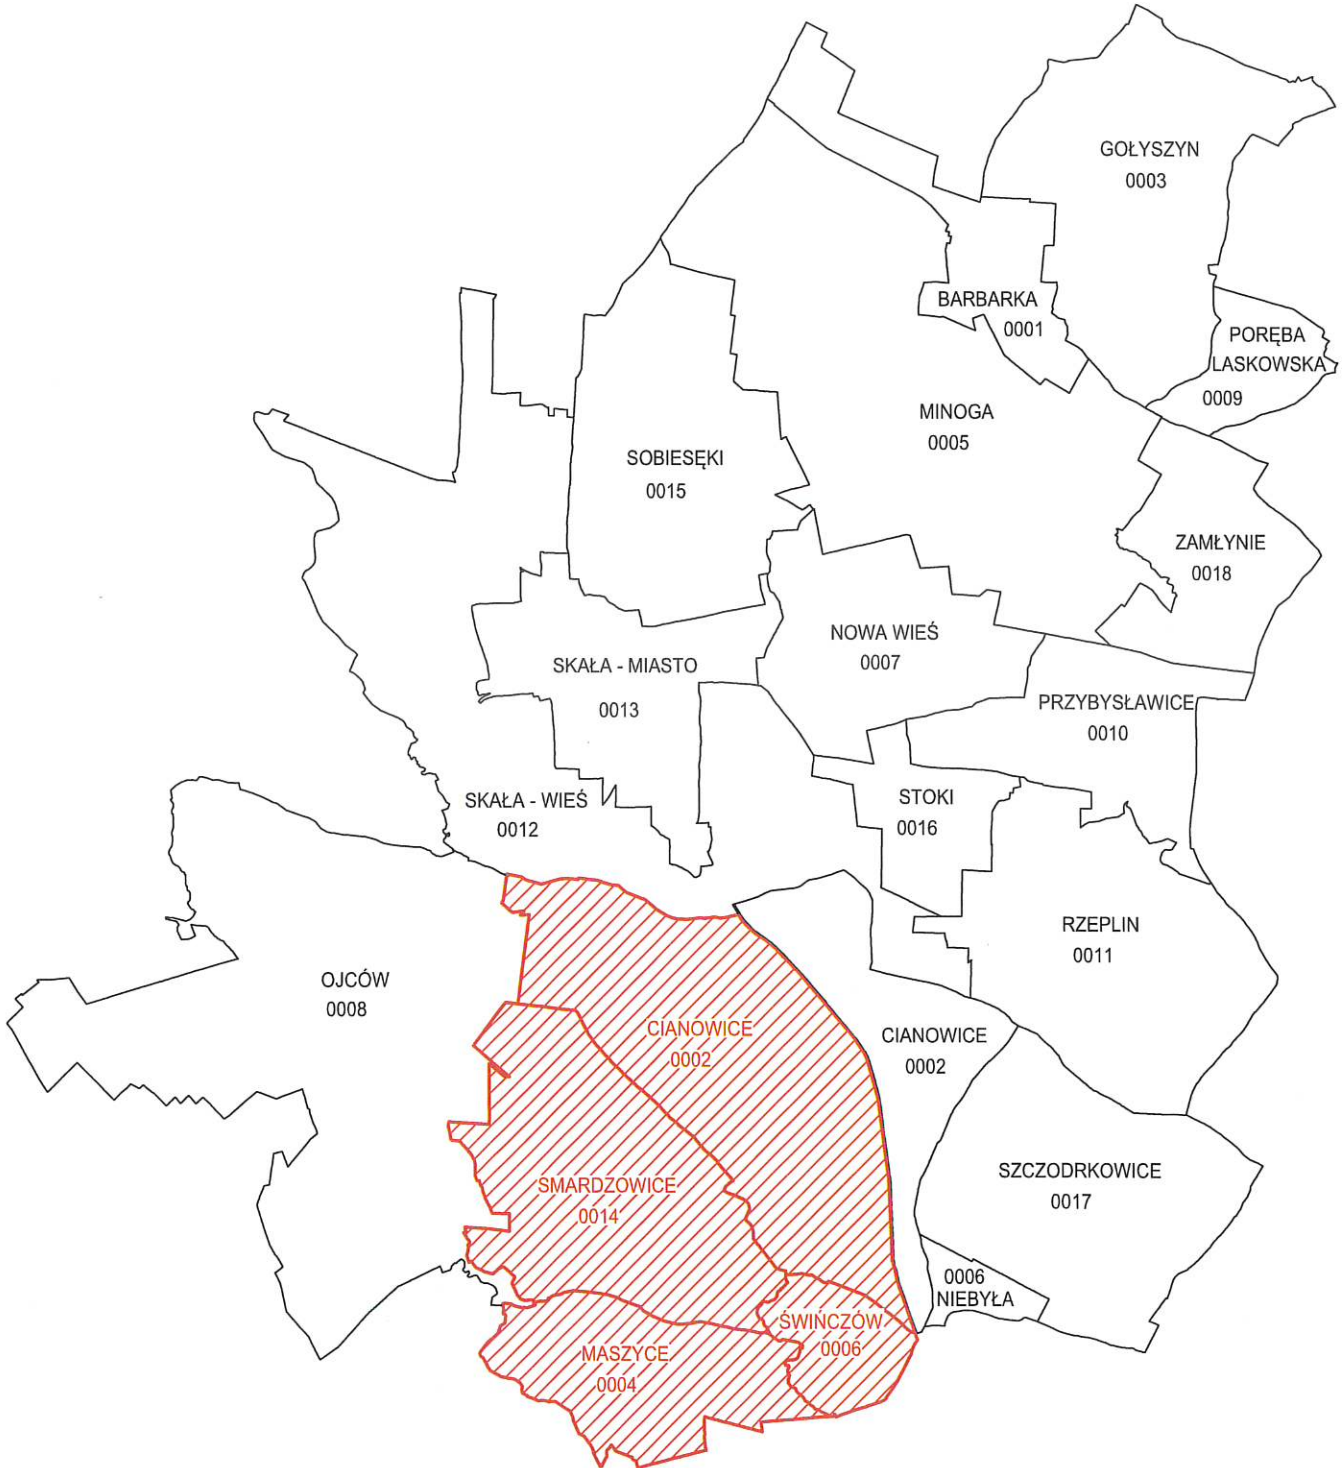 GOŁYSZYN
0003
BARBARKA
0001
PORĘBA
LASKOWSKA
0009
MINOGA
0005
SOBIESĘKI
0015
ZAMŁYNIE
0018
NOWA WIEŚ
0007
SKAŁA - MIASTO
0013
PRZYBYSŁAWICE
0010
SKAŁA - WIEŚ
0012
STOKI
0016
RZEPLIN
0011
OJCÓW
0008
CIANOWICE
0002
CIANOWICE
0002
SMARDZOWICE
0014
SZCZODRKOWICE
0017
0006
NIEBYŁA
ŚWIŃCZÓW
0006
MASZYCE
0004